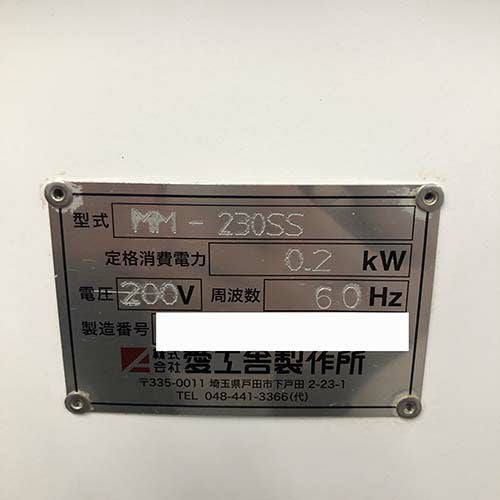 型式 MM-230SS
定格消費電力 0.2 kW
電圧 200V 周波数 60Hz
製造番号
株式会社 愛工舎製作所
〒335-0011 埼玉県戸田市下戸田 2-23-1
TEL 048-441-3366(代)